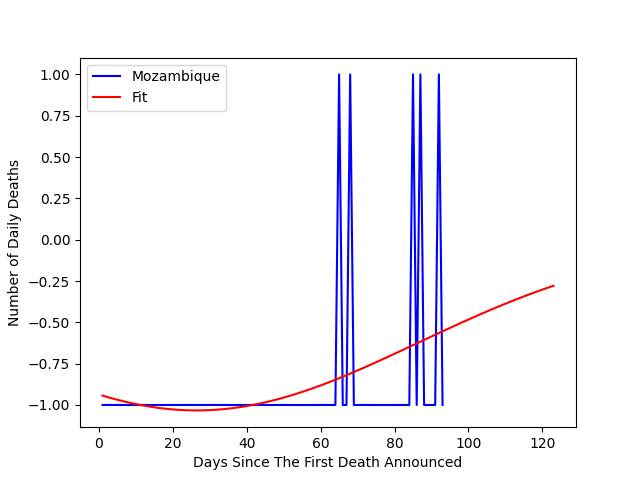 Mozambique
Fit
1.00
0.75
0.50
0.25
0.00
−0.25
−0.50
−0.75
−1.00
Number of Daily Deaths
0 20 40 60 80 100 120
Days Since The First Death Announced